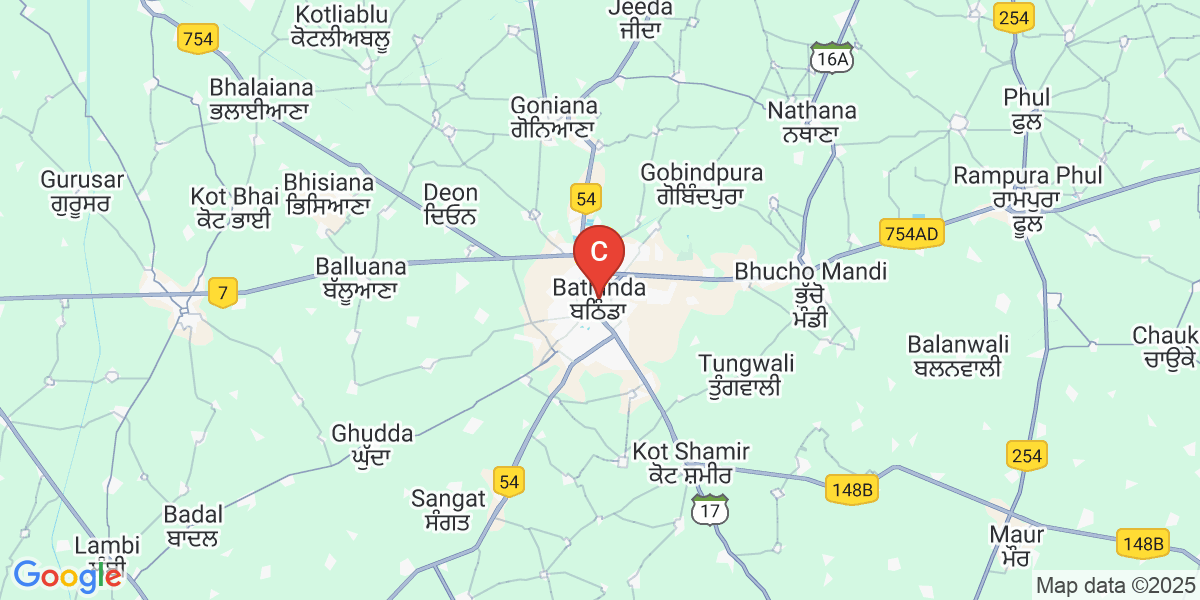 Kotliablu
ਕੋਟਲੀਅਬਲੂ
Jeeda
ਜੀਦਾ
254
754
16A
Bhalaiana
ਭਲਾਈਆਣਾ
Goniana
ਗੋਨਿਆਣਾ
Nathana
ਨਥਾਣਾ
Phul
ਫੁਲ
Gurusar
ਗੁਰੂਸਰ
Kot Bhai
ਕੋਟ ਭਾਈ
Bhisiana
ਭਿਸਿਆਣਾ
Deon
ਦਿਓਨ
54
Gobindpura
ਗੋਬਿੰਦਪੁਰਾ
Rampura Phul
ਰਾਮਪੁਰਾ
ਫੂਲ
754AD
C
Balluana
ਬੱਲੂਆਣਾ
7
Bathinda
ਬਠਿੰਡਾ
Bhucho Mandi
ਭੁੱਚੋ
ਮੰਡੀ
Tungwali
ਤੁੰਗਵਾਲੀ
Balanwali
ਬਲਨਵਾਲੀ
Chauk
ਚਾਉਕੇ
Ghudda
ਘੁੱਦਾ
Kot Shamir
ਕੋਟ ਸ਼ਮੀਰ
254
54
148B
Sangat
ਸੰਗਤ
17
Badal
ਬਾਦਲ
Maur
ਮੌਰ
148B
Lambi
Google
Map data ©2025